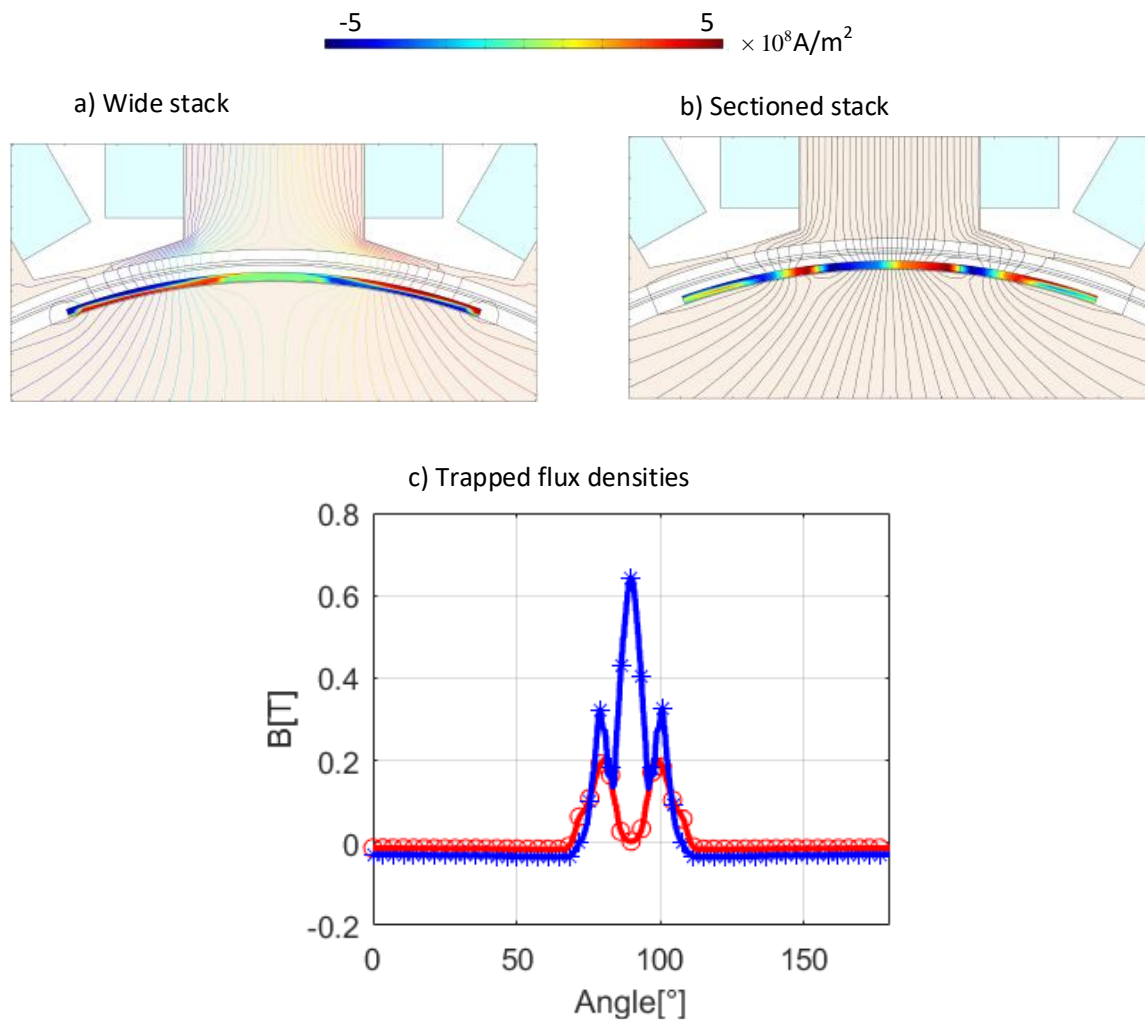 -5 5
× 10⁸A/m²
a) Wide stack
b) Sectioned stack
c) Trapped flux densities
0.8
0.6
0.4
0.2
0
-0.2
0 50 100 150
B[T]
Angle[°]